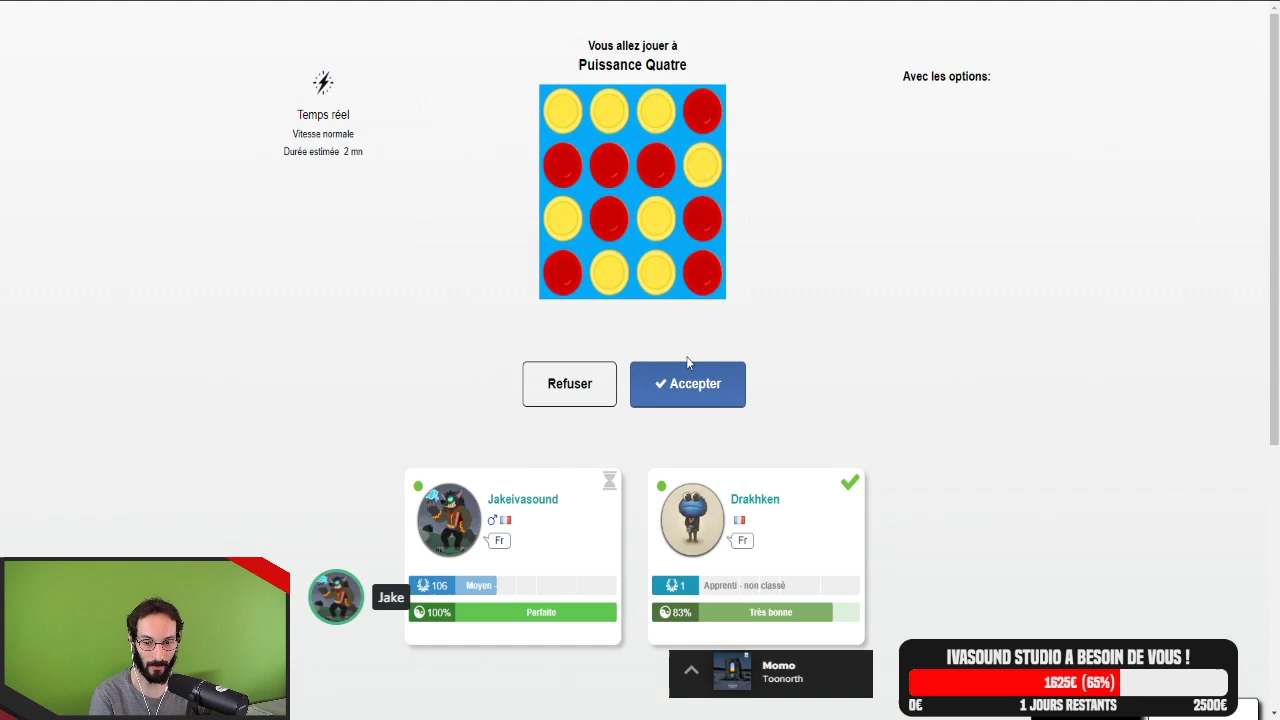 Vous allez jouer à
Puissance Quatre
Avec les options:
Temps réel
Vitesse normale
Durée estimée 2 mn
Refuser
Accepter
Jakeivasound
Fr
106
Moyen -
100%
Parfaite
Drakhken
Fr
1
Apprenti - non classé
83%
Très bonne
Jake
Momo
Toonorth
IVASOUND STUDIO A BESOIN DE VOUS !
1625€ (65%)
0€
1 JOURS RESTANTS
2500€